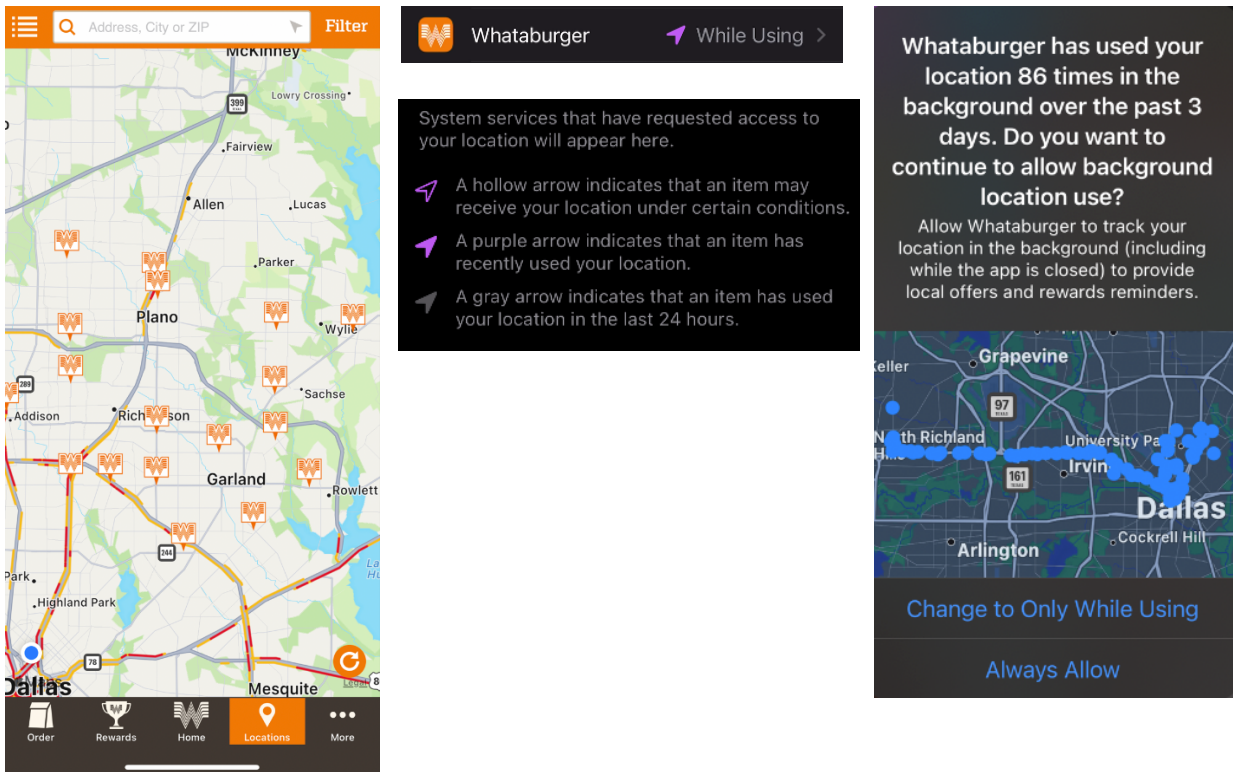 Address, City or ZIP
Filter
McKinney
399
Lowry Crossing
Fairview
Allen
Lucas
Parker
Plano
Wylie
289
Sachse
Addison
Garland
Rowlett
244
Park
Highland Park
78
Dallas
Mesquite
Legal
8
Order
Rewards
Home
Locations
More
Whataburger
While Using
System services that have requested access to
your location will appear here.
A hollow arrow indicates that an item may
receive your location under certain conditions.
A purple arrow indicates that an item has
recently used your location.
A gray arrow indicates that an item has used
your location in the last 24 hours.
Whataburger has used your
location 86 times in the
background over the past 3
days. Do you want to
continue to allow background
location use?
Allow Whataburger to track your
location in the background (including
while the app is closed) to provide
local offers and rewards reminders.
Grapevine
Keller
97
TEXAS
North Richland
Hills
University Pa
Irvin
161
TEXAS
Dallas
Cockrell Hill
Arlington
Change to Only While Using
Always Allow